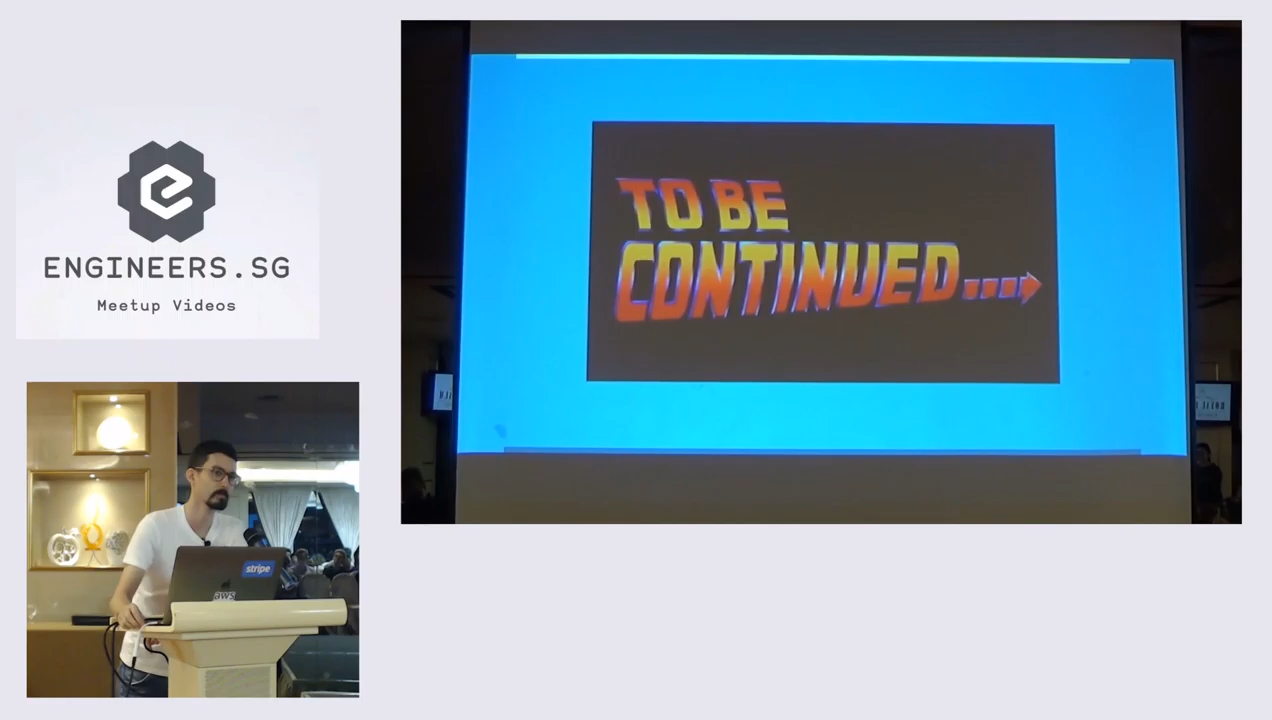 ENGINEERS.SG
Meetup Videos
TO BE
CONTINUED....
stripe
aws